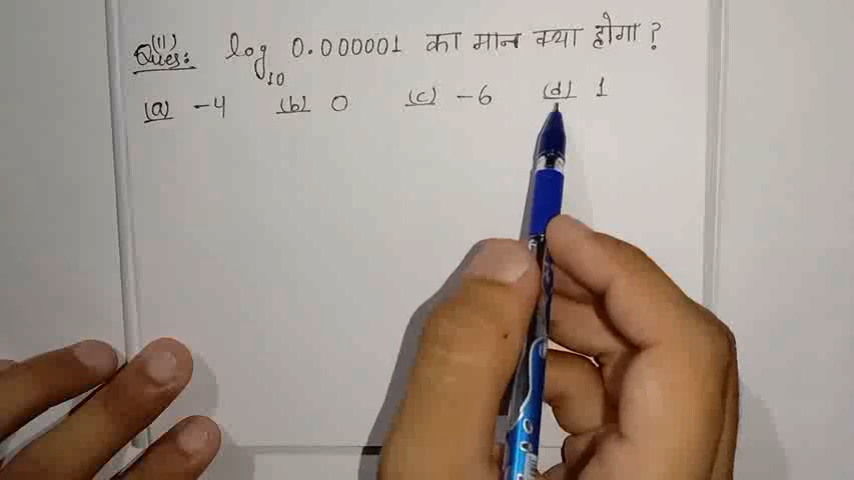 (11)
Ques: log₁₀ 0.000001 का मान क्या होगा ?
(a) -4 (b) 0 (c) -6 (d) 1